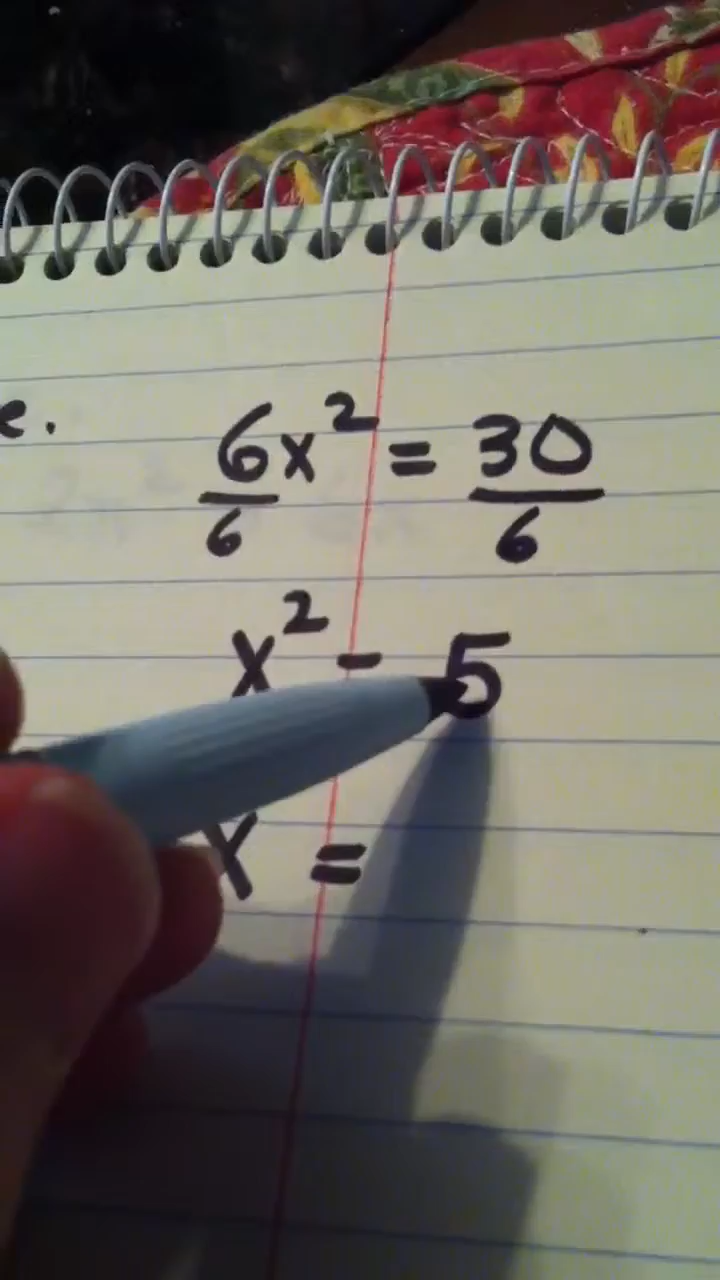 e. 6x² = 30
6 6
x² = 5
x =